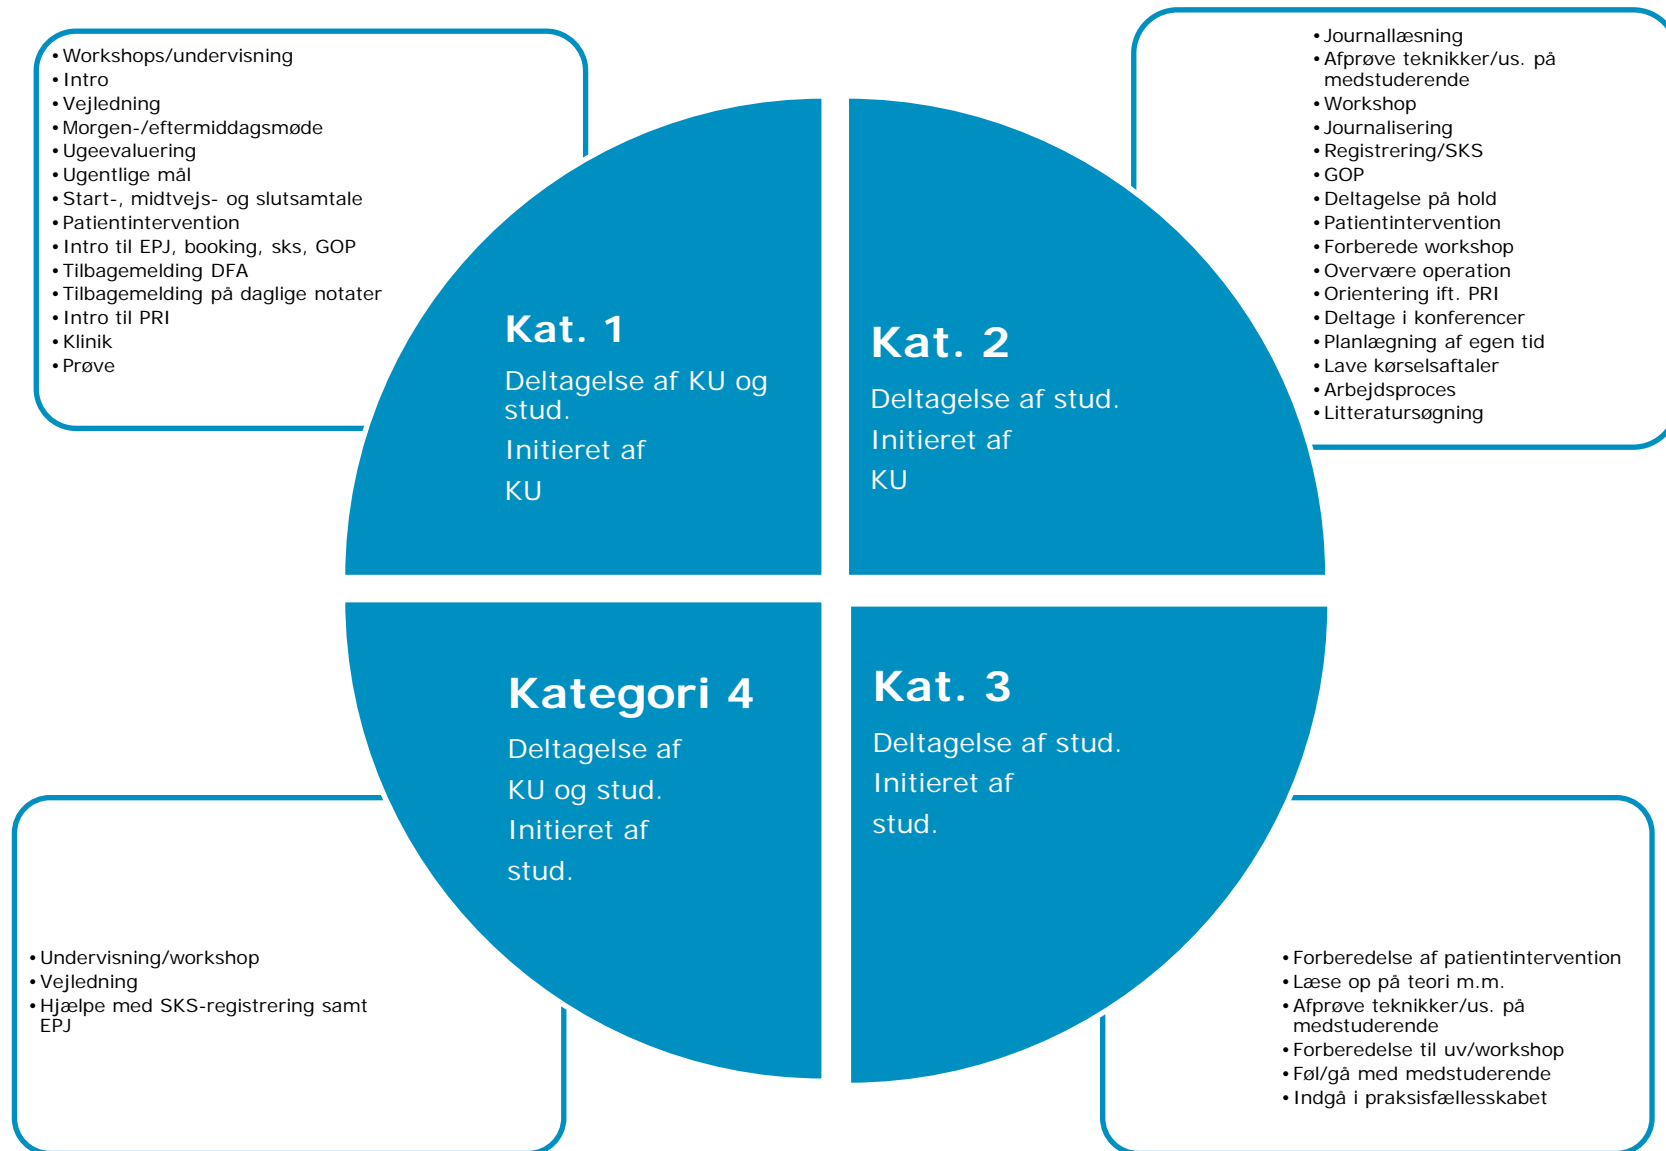 • Workshops/undervisning
• Intro
• Vejledning
• Morgen-/eftermiddagsmøde
• Ugeevaluering
• Ugentlige mål
• Start-, midtvejs- og slutsamtale
• Patientintervention
• Intro til EPJ, booking, sks, GOP
• Tilbagemelding DFA
• Tilbagemelding på daglige notater
• Intro til PRI
• Klinik
• Prøve
• Journallæsning
• Afprøve teknikker/us. på
medstuderende
• Workshop
• Journalisering
• Registrering/SKS
• GOP
• Deltagelse på hold
• Patientintervention
• Forberede workshop
• Overvære operation
• Orientering ift. PRI
• Deltage i konferencer
• Planlægning af egen tid
• Lave kørselsaftaler
• Arbejdsproces
• Litteratursøgning
Kat. 1
Deltagelse af KU og
stud.
Initieret af
KU
Kat. 2
Deltagelse af stud.
Initieret af
KU
Kategori 4
Deltagelse af
KU og stud.
Initieret af
stud.
Kat. 3
Deltagelse af stud.
Initieret af
stud.
• Undervisning/workshop
• Vejledning
• Hjælpe med SKS-registrering samt
EPJ
• Forberedelse af patientintervention
• Læse op på teori m.m.
• Afprøve teknikker/us. på
medstuderende
• Forberedelse til uv/workshop
• Føl/gå med medstuderende
• Indgå i praksisfællesskabet